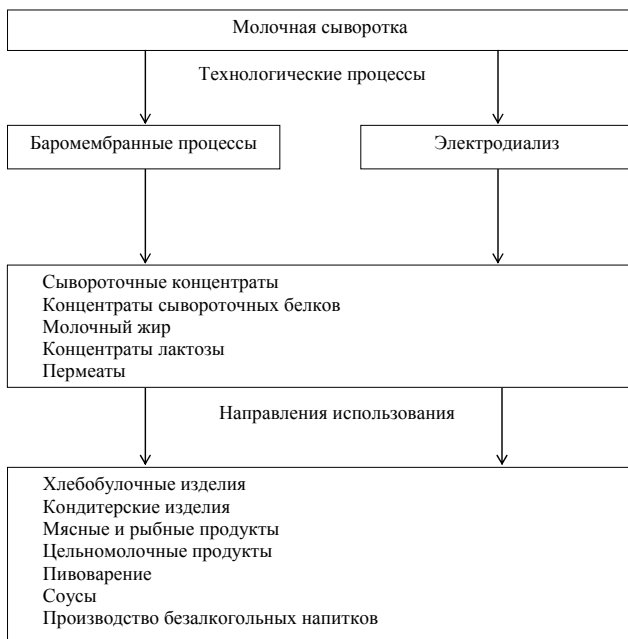 Молочная сыворотка
Технологические процессы
Баромембранные процессы
Электродиализ
Сывороточные концентраты
Концентраты сывороточных белков
Молочный жир
Концентраты лактозы
Пермеаты
Направления использования
Хлебобулочные изделия
Кондитерские изделия
Мясные и рыбные продукты
Цельномолочные продукты
Пивоварение
Соусы
Производство безалкогольных напитков